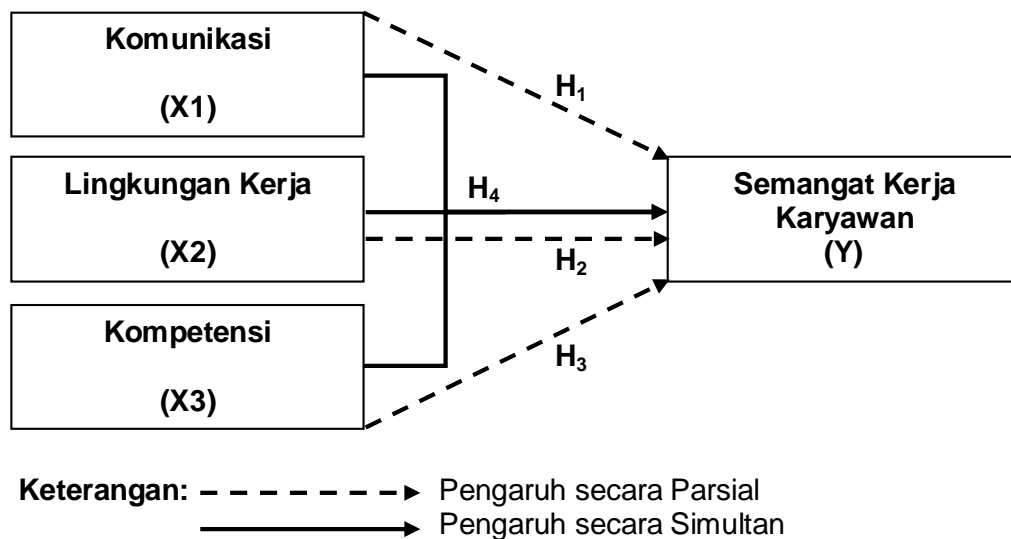 Komunikasi
(X1)
H₁
Lingkungan Kerja
(X2)
H₄
H₂
Semangat Kerja
Karyawan
(Y)
Kompetensi
(X3)
H₃
Keterangan:
Pengaruh secara Parsial
Pengaruh secara Simultan